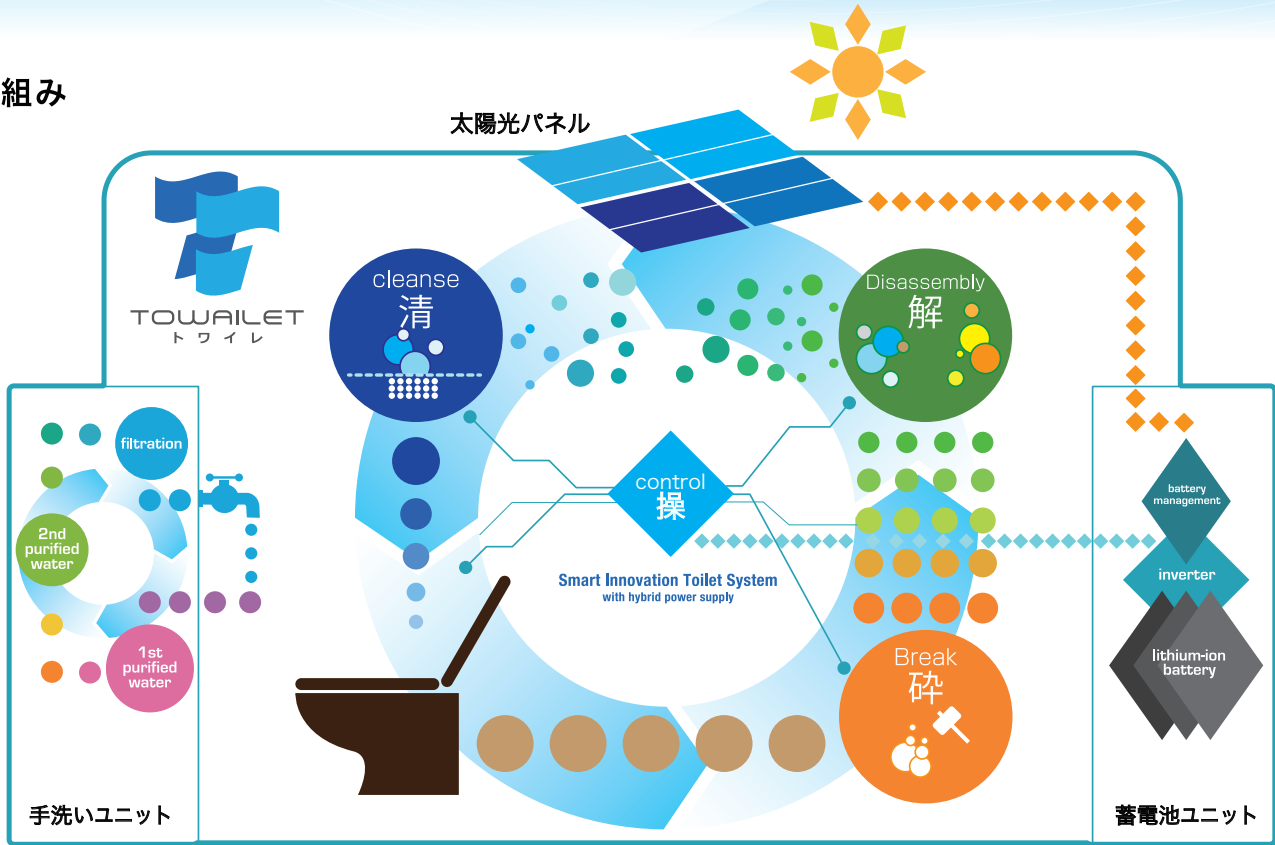 組み
太陽光パネル
TOWAILET
トワイレ
cleanse
清
Disassembly
解
filtration
control
操
battery
management
2nd
purified
water
Smart Innovation Toilet System
with hybrid power supply
inverter
1st
purified
water
Break
砕
lithium-ion
battery
手洗いユニット
蓄電池ユニット